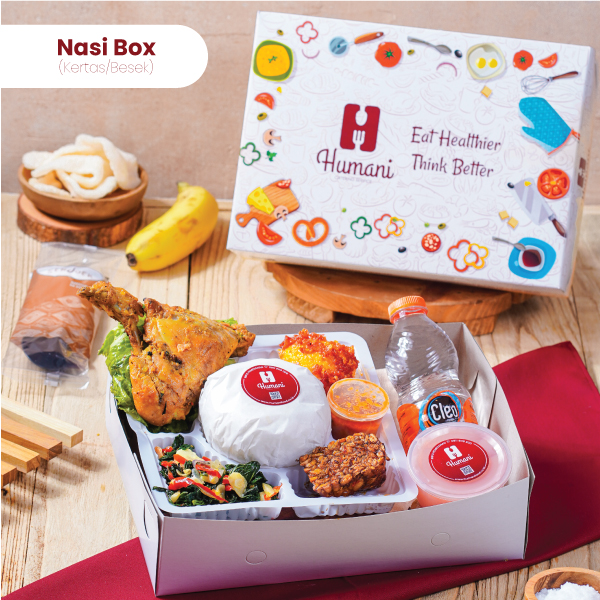 Nasi Box
(Kertas/Besek)
Humani
Eat Healthier
Think Better
Humani
Cleo
Humani